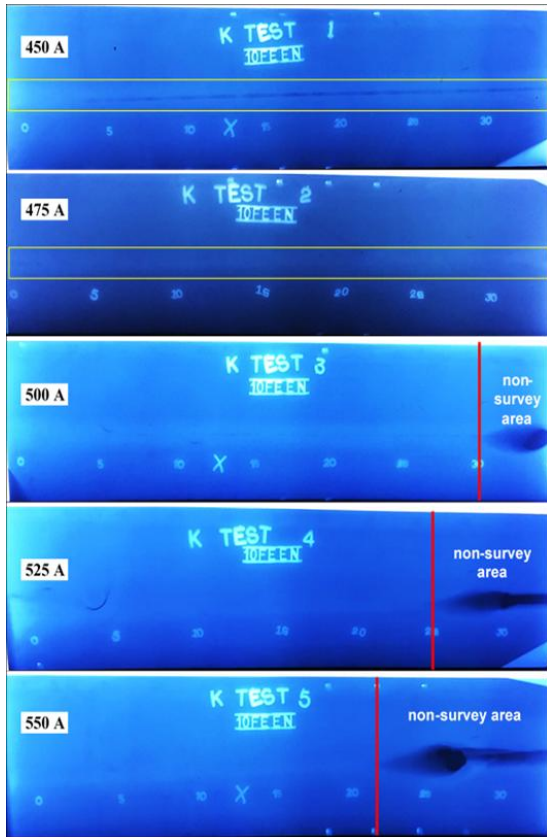 450 A
K TEST 1
10FEEN
0 5 10 X 15 20 25 30
475 A
K TEST 2
10FEEN
0 5 10 15 20 25 30
500 A
K TEST 3
10FEEN
non-
survey
area
0 5 10 X 15 20 25 30
525 A
K TEST 4
10FEEN
non-survey
area
0 5 10 15 20 25 30
550 A
K TEST 5
10FEEN
non-survey area
0 5 10 X 15 20 25 30